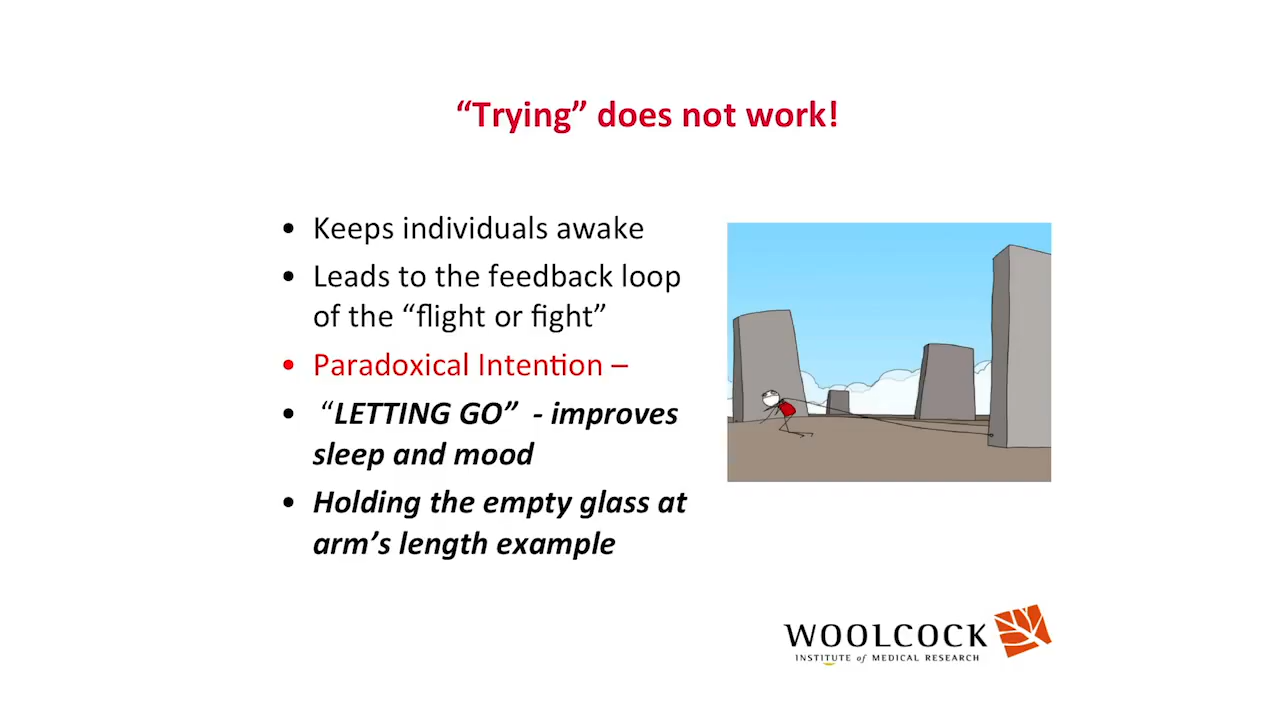 “Trying” does not work!
• Keeps individuals awake
• Leads to the feedback loop
of the “flight or fight”
• Paradoxical Intention –
• “LETTING GO” - improves
sleep and mood
• Holding the empty glass at
arm’s length example
WOOLCOCK
INSTITUTE of MEDICAL RESEARCH